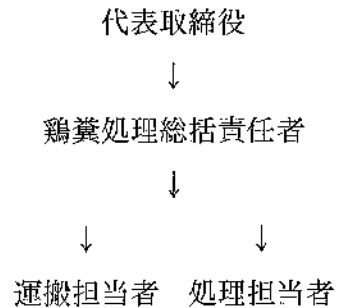 代表取締役
↓
鶏糞処理総括責任者
↓
↓ ↓
運搬担当者 処理担当者